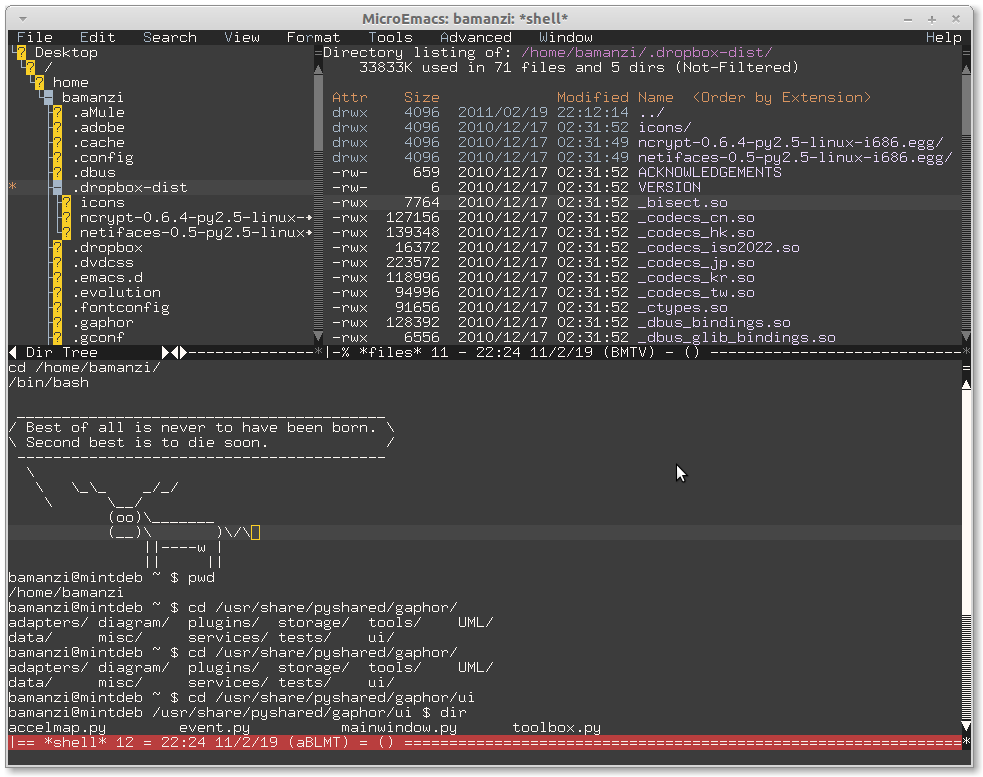 MicroEmacs: bamanzi: *shell*
File Edit Search View Format Tools Advanced Window Help
? Desktop
? /
? home
bamanzi
? .aMule
? .adobe
? .cache
? .config
? .dbus
* .dropbox-dist
? icons
? ncrypt-0.6.4-py2.5-linux-→
? netifaces-0.5-py2.5-linux→
? .dropbox
? .dvdcss
? .emacs.d
? .evolution
? .fontconfig
? .gaphor
? .gconf
Dir Tree
Directory listing of: /home/bamanzi/.dropbox-dist/
33833K used in 71 files and 5 dirs (Not-Filtered)
Attr Size Modified Name <Order by Extension>
drwx 4096 2011/02/19 22:12:14 ../
drwx 4096 2010/12/17 02:31:52 icons/
drwx 4096 2010/12/17 02:31:49 ncrypt-0.6.4-py2.5-linux-i686.egg/
drwx 4096 2010/12/17 02:31:49 netifaces-0.5-py2.5-linux-i686.egg/
-rw- 659 2010/12/17 02:31:52 ACKNOWLEDGEMENTS
-rw- 6 2010/12/17 02:31:52 VERSION
-rwx 7764 2010/12/17 02:31:52 _bisect.so
-rwx 127156 2010/12/17 02:31:52 _codecs_cn.so
-rwx 139348 2010/12/17 02:31:52 _codecs_hk.so
-rwx 16372 2010/12/17 02:31:52 _codecs_iso2022.so
-rwx 223572 2010/12/17 02:31:52 _codecs_jp.so
-rwx 118996 2010/12/17 02:31:52 _codecs_kr.so
-rwx 94996 2010/12/17 02:31:52 _codecs_tw.so
-rwx 91656 2010/12/17 02:31:52 _ctypes.so
-rwx 128392 2010/12/17 02:31:52 _dbus_bindings.so
-rwx 6556 2010/12/17 02:31:52 _dbus_glib_bindings.so
|-% *files* 11 - 22:24 11/2/19 (BMTV) - () ----------------------------*
cd /home/bamanzi/
/bin/bash
 _________________________________________
/ Best of all is never to have been born. \
\ Second best is to die soon.             /
 -----------------------------------------
  \
   \   \_\_    _/_/
    \      \__/
           (oo)\_______
           (__)\       )\/\
               ||----w |
               ||     ||
bamanzi@mintdeb ~ $ pwd
/home/bamanzi
bamanzi@mintdeb ~ $ cd /usr/share/pyshared/gaphor/
adapters/ diagram/  plugins/  storage/  tools/    UML/
data/     misc/     services/ tests/    ui/
bamanzi@mintdeb ~ $ cd /usr/share/pyshared/gaphor/
adapters/ diagram/  plugins/  storage/  tools/    UML/
data/     misc/     services/ tests/    ui/
bamanzi@mintdeb ~ $ cd /usr/share/pyshared/gaphor/ui
bamanzi@mintdeb /usr/share/pyshared/gaphor/ui $ dir
accelmap.py        event.py          mainwindow.py      toolbox.py
|== *shell* 12 = 22:24 11/2/19 (aBLMT) = () ==============================================================*